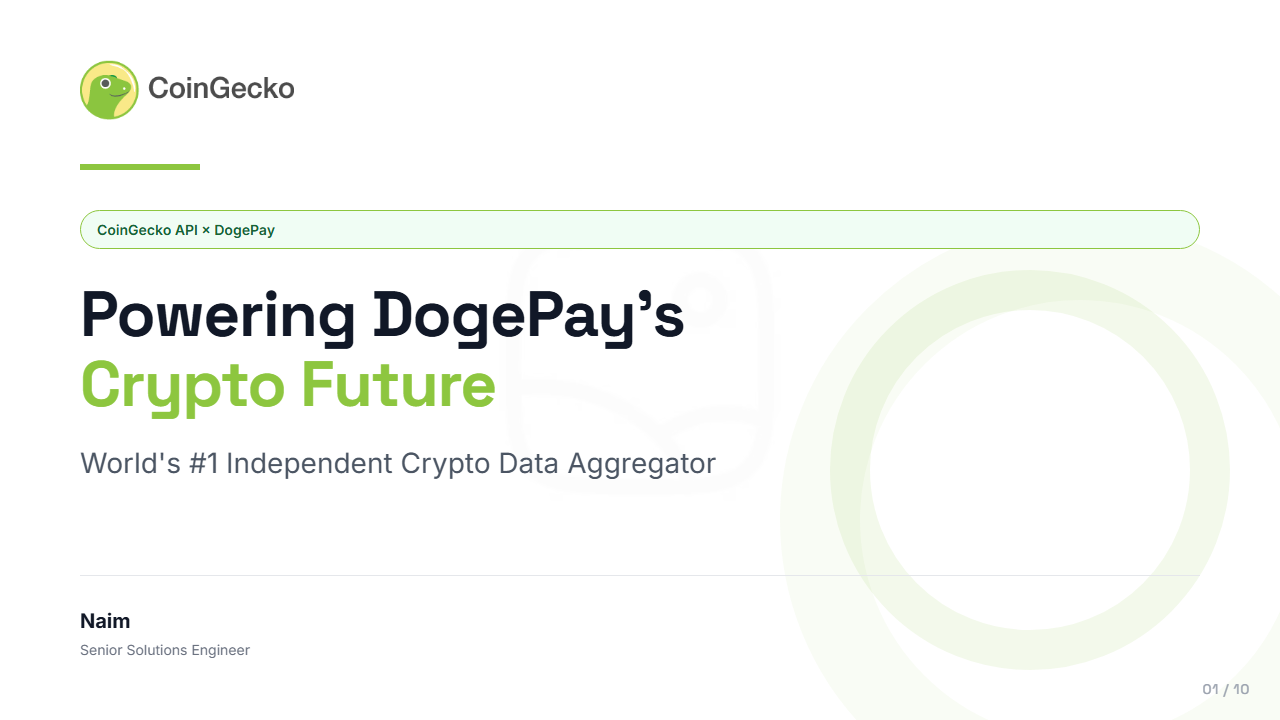 CoinGecko
CoinGecko API × DogePay
Powering DogePay’s
Crypto Future
World's #1 Independent Crypto Data Aggregator
Naim
Senior Solutions Engineer
01 / 10